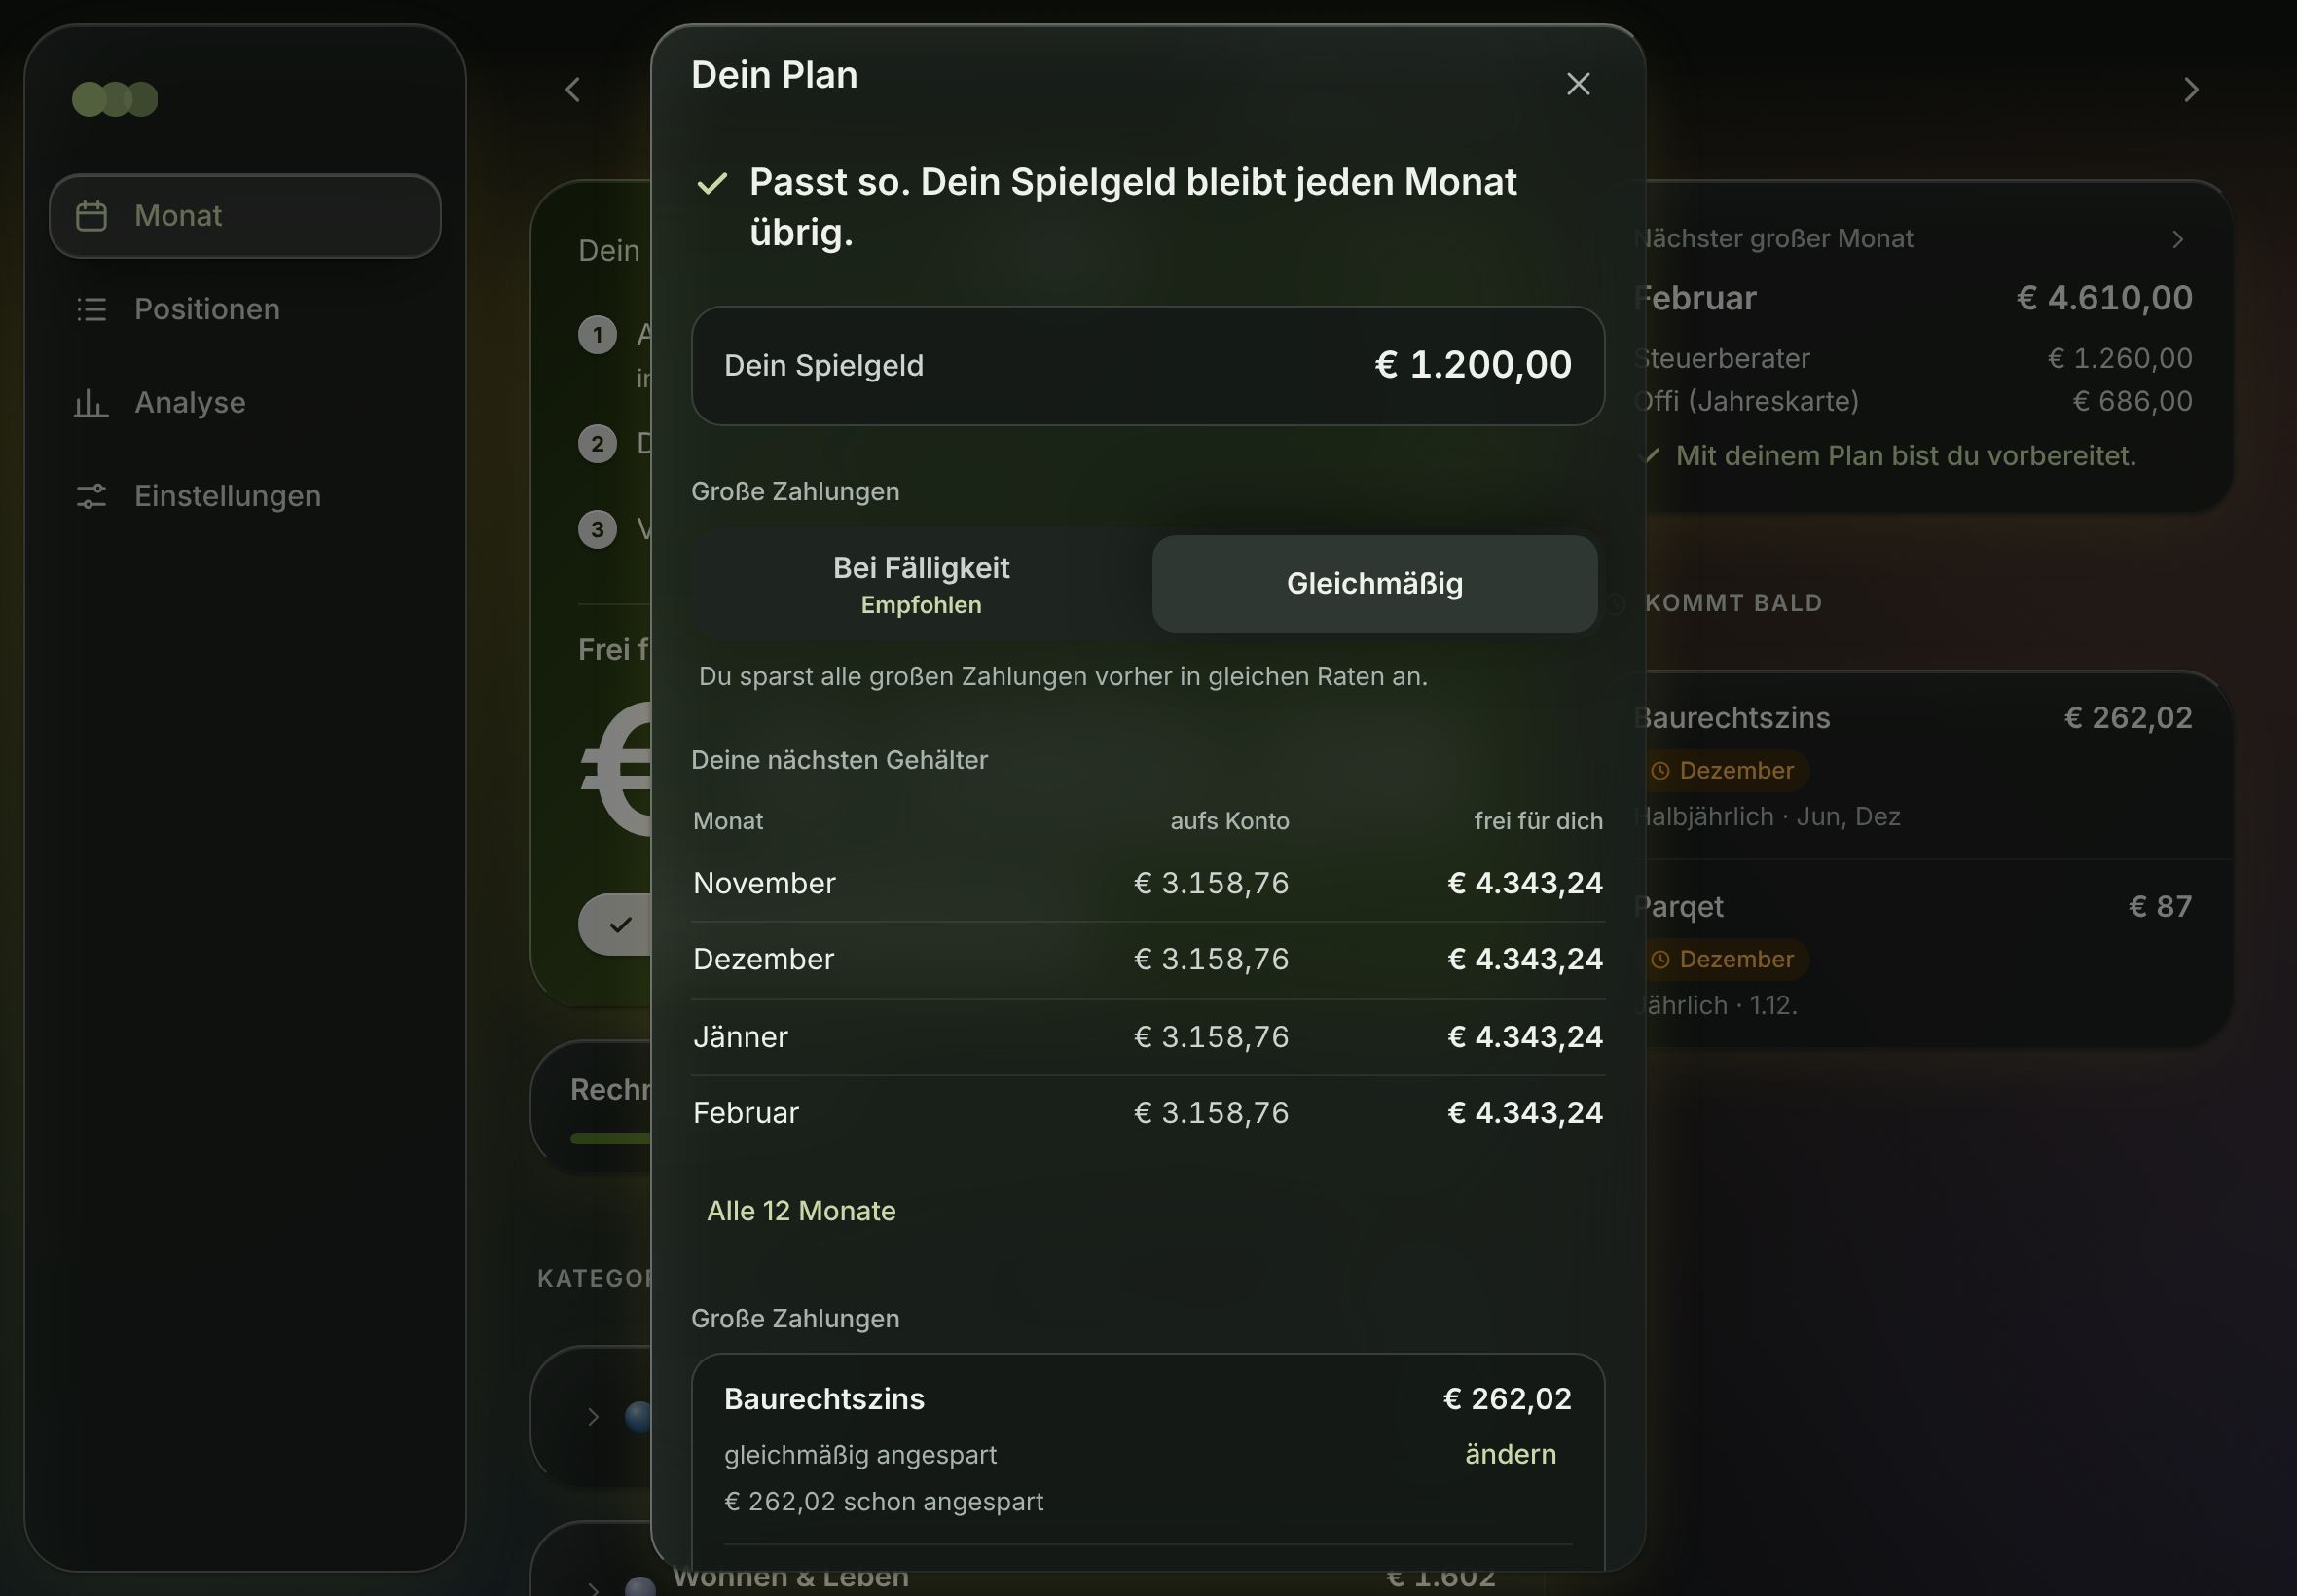 Monat
Positionen
Analyse
Einstellungen
Dein
1
2
3
Frei f
€
Rechn
KATEGOR
Dein Plan
Passt so. Dein Spielgeld bleibt jeden Monat
übrig.
Dein Spielgeld € 1.200,00
Große Zahlungen
Bei Fälligkeit
Empfohlen
Gleichmäßig
Du sparst alle großen Zahlungen vorher in gleichen Raten an.
Deine nächsten Gehälter
Monat aufs Konto frei für dich
November € 3.158,76 € 4.343,24
Dezember € 3.158,76 € 4.343,24
Jänner € 3.158,76 € 4.343,24
Februar € 3.158,76 € 4.343,24
Alle 12 Monate
Große Zahlungen
Baurechtszins € 262,02
gleichmäßig angespart ändern
€ 262,02 schon angespart
Wohnen & Leben € 1.602
Nächster großer Monat
Februar € 4.610,00
Steuerberater € 1.260,00
Öffi (Jahreskarte) € 686,00
Mit deinem Plan bist du vorbereitet.
KOMMT BALD
Baurechtszins € 262,02
Dezember
Halbjährlich · Jun, Dez
Parqet € 87
Dezember
Jährlich · 1.12.